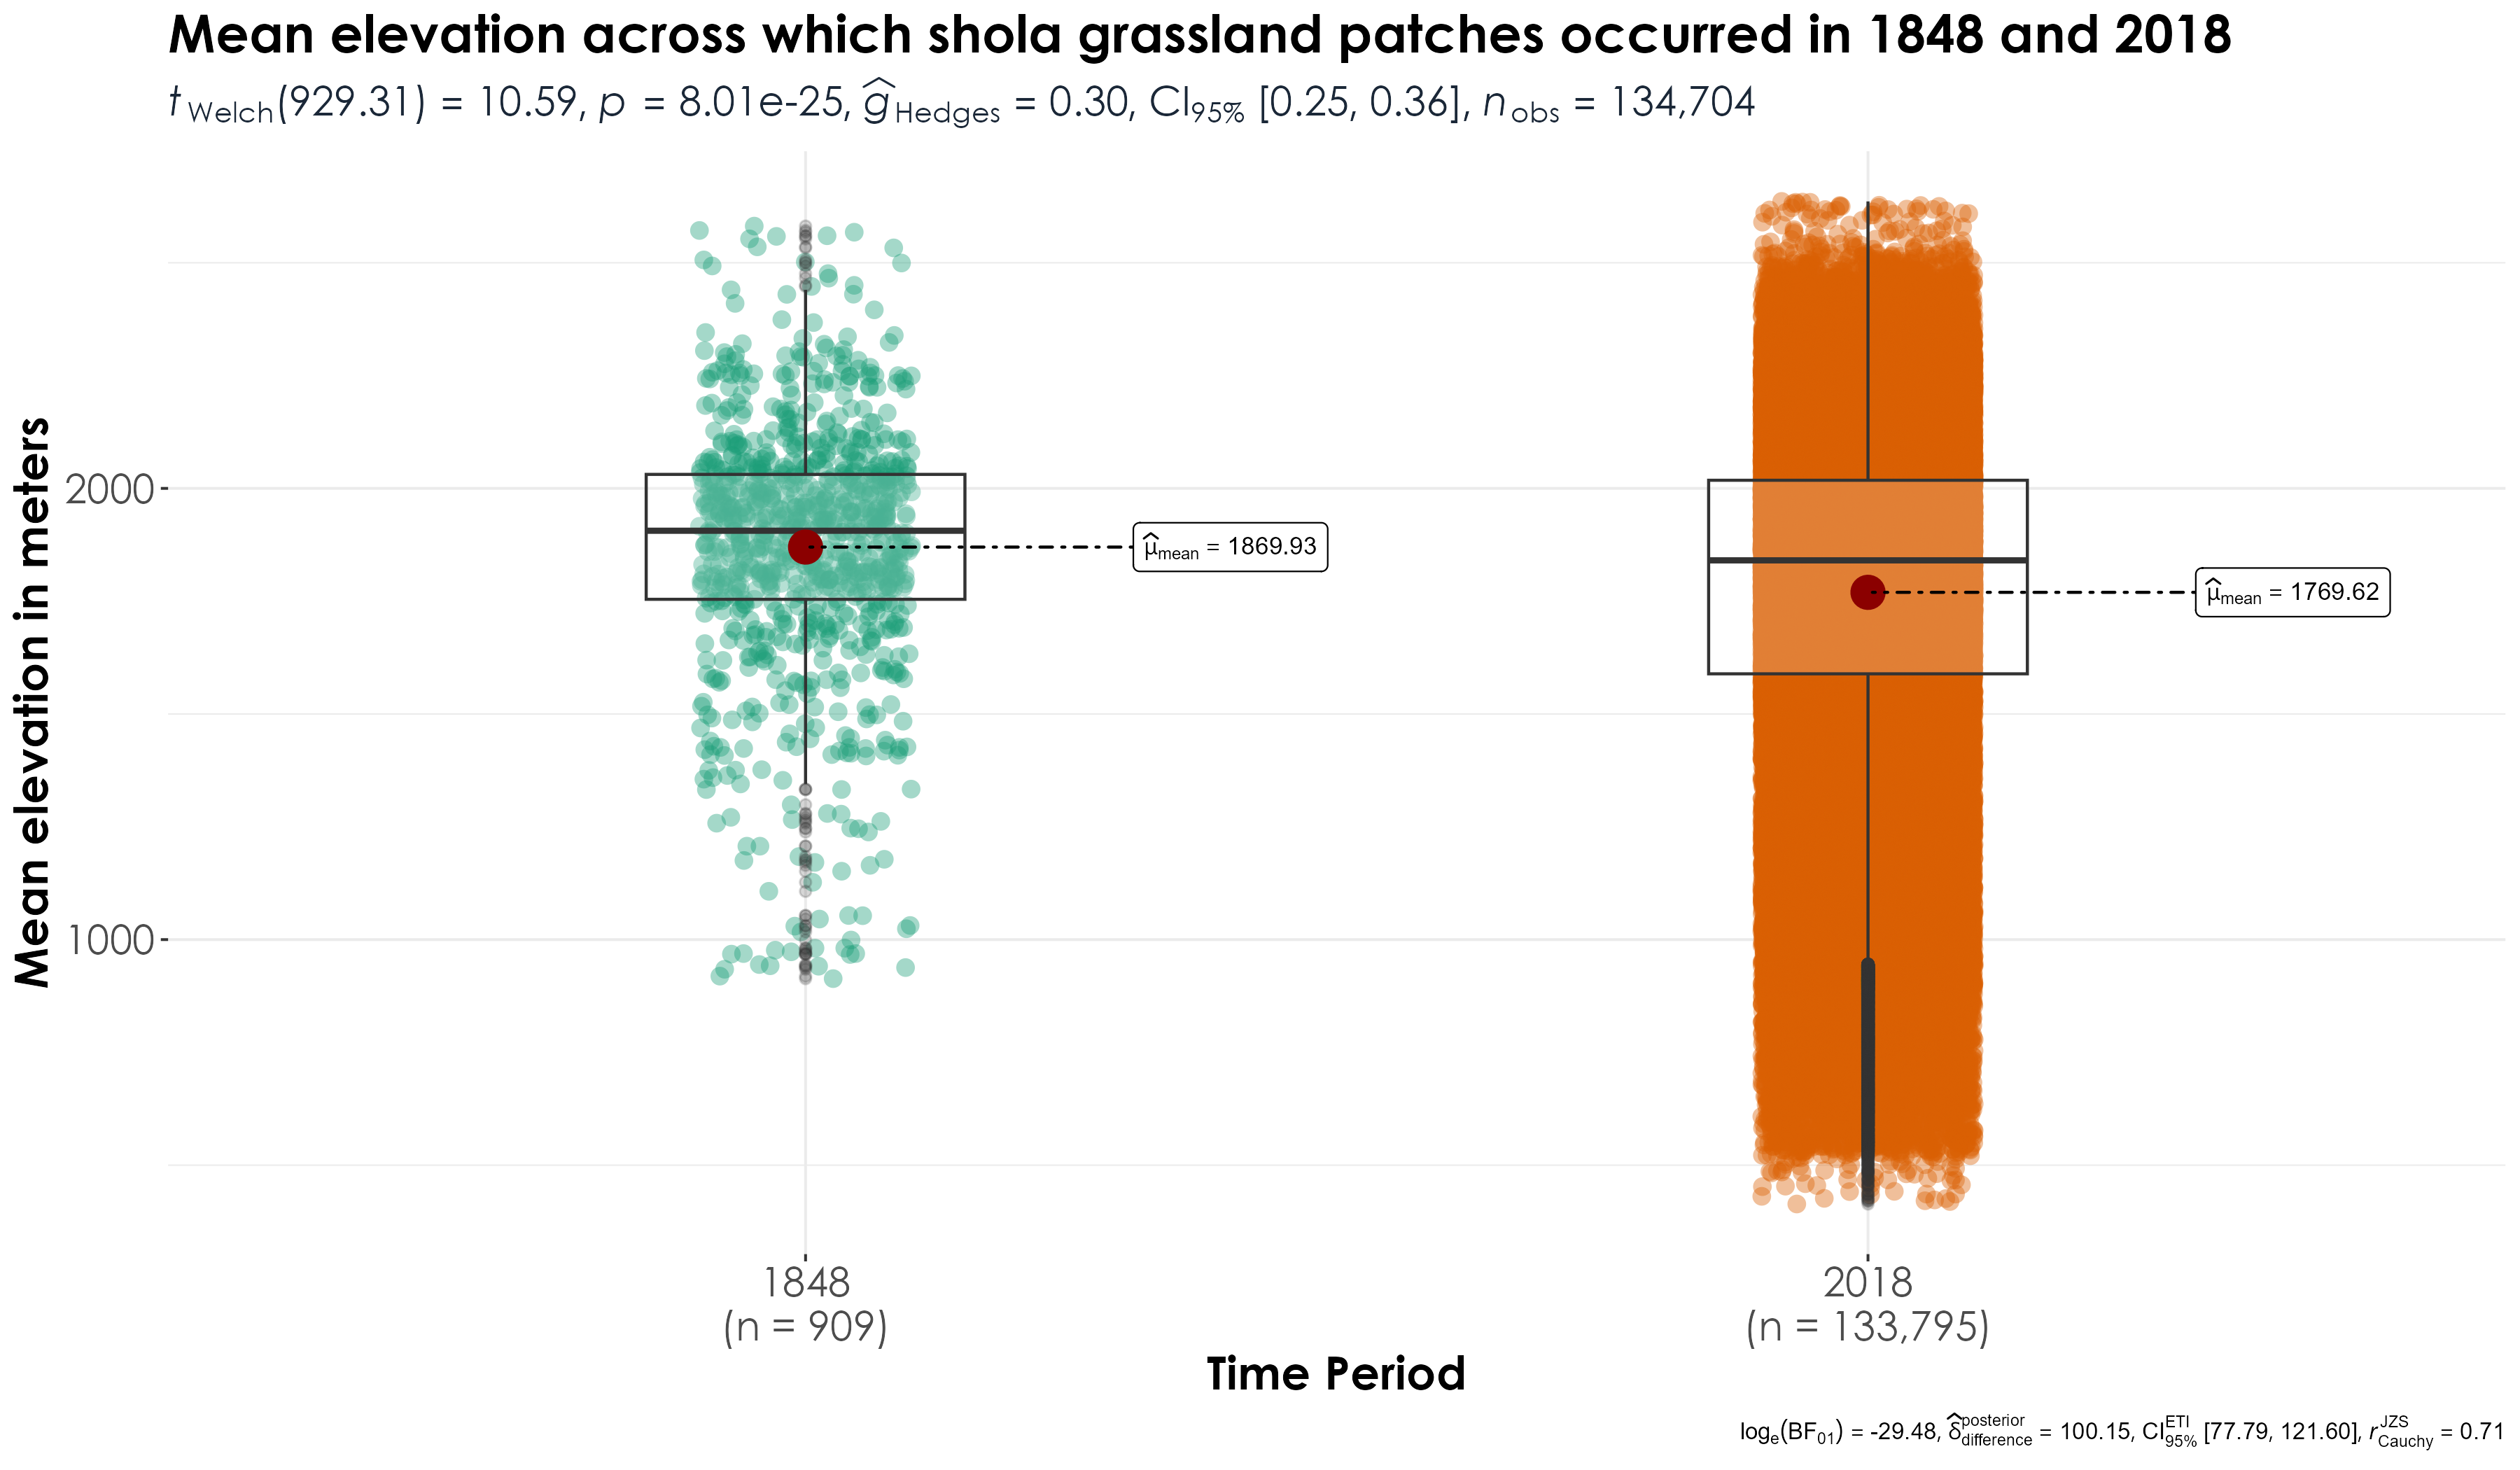 Mean elevation across which shola grassland patches occurred in 1848 and 2018
t Welch(929.31) = 10.59, p = 8.01e-25, ĝ Hedges = 0.30, CI95% [0.25, 0.36], n obs = 134,704
Mean elevation in meters
2000
1000
μ̂mean = 1869.93
μ̂mean = 1769.62
1848
(n = 909)
2018
(n = 133,795)
Time Period
loge(BF01) = -29.48, δ̂ posterior difference = 100.15, CI ETI 95% [77.79, 121.60], r JZS Cauchy = 0.71